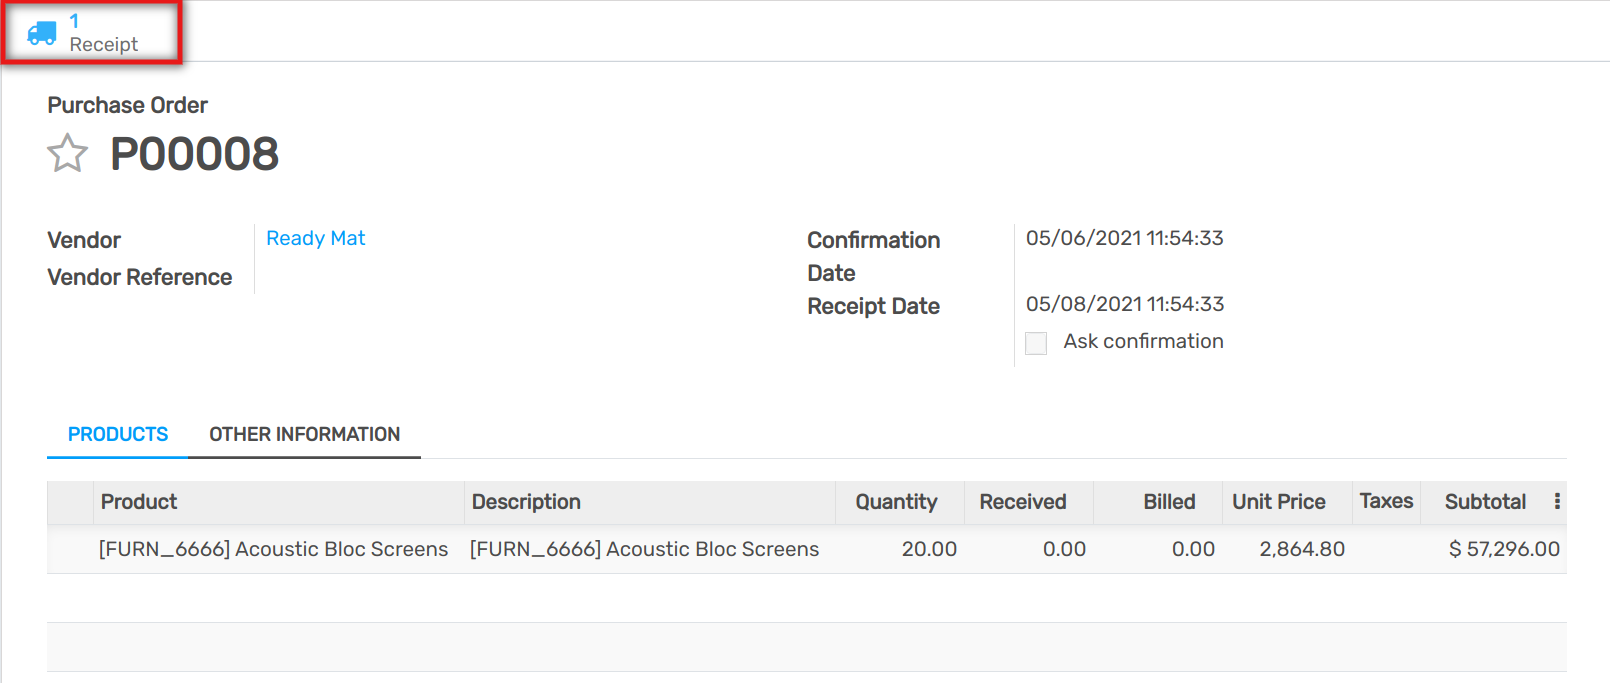 1
Receipt
Purchase Order
P00008
Vendor
Ready Mat
Vendor Reference
Confirmation
Date
05/06/2021 11:54:33
Receipt Date
05/08/2021 11:54:33
Ask confirmation
PRODUCTS OTHER INFORMATION
Product Description Quantity Received Billed Unit Price Taxes Subtotal
[FURN_6666] Acoustic Bloc Screens [FURN_6666] Acoustic Bloc Screens 20.00 0.00 0.00 2,864.80 $ 57,296.00